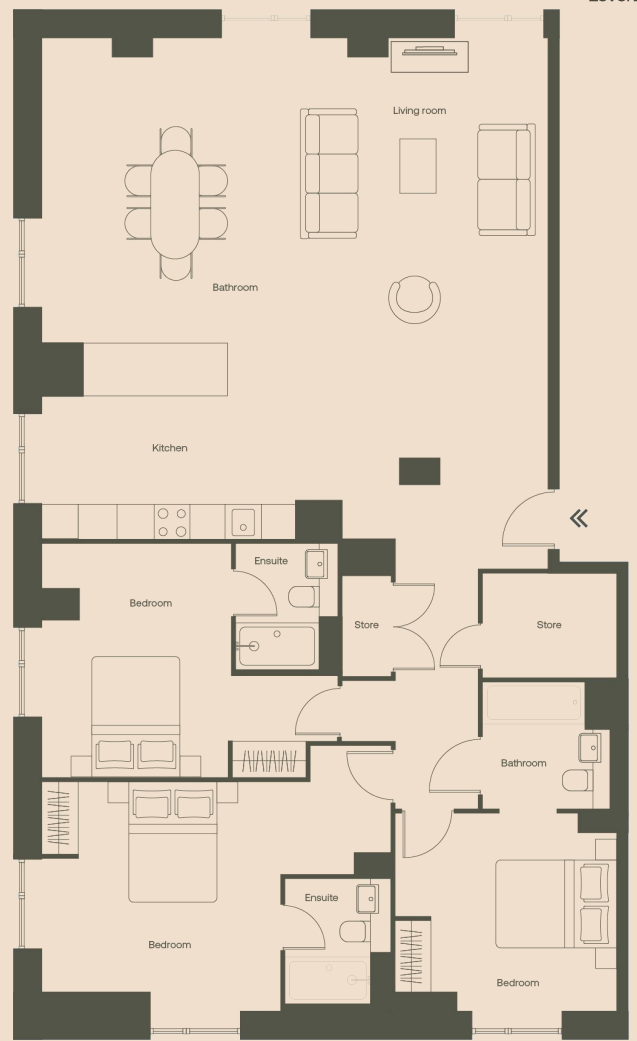 Living room
Bathroom
Kitchen
Ensuite
Bedroom
Store
Store
Bathroom
Ensuite
Bedroom
Bedroom